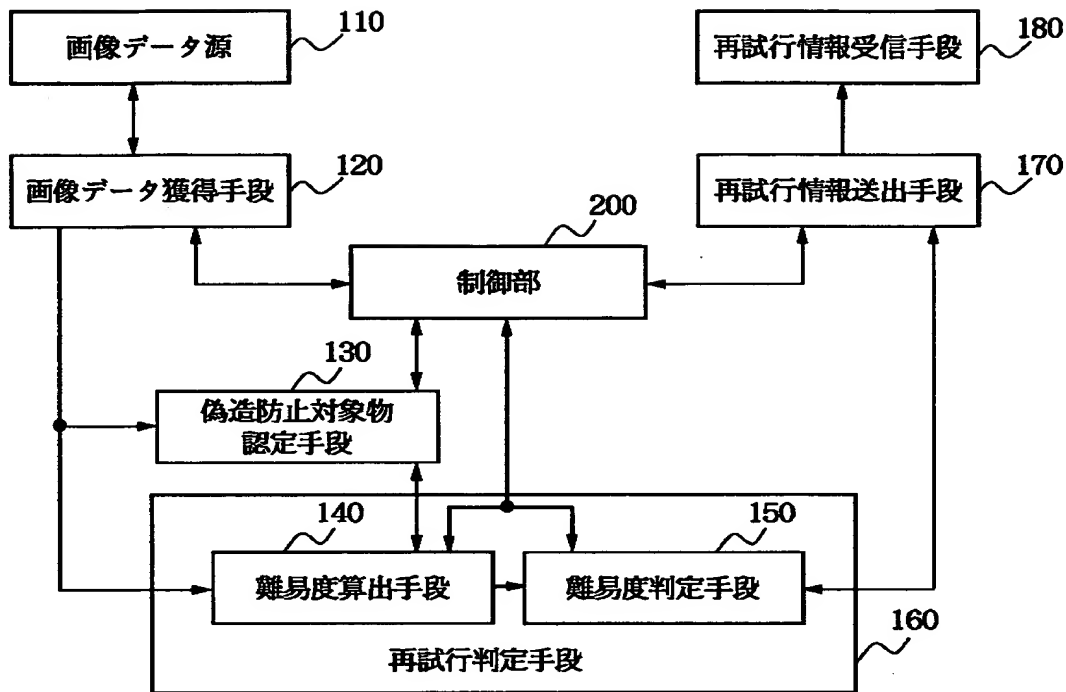 画像データ源
110
再試行情報受信手段
180
画像データ獲得手段
120
再試行情報送出手段
170
200
制御部
130
偽造防止対象物
認定手段
140
150
難易度算出手段
難易度判定手段
160
再試行判定手段